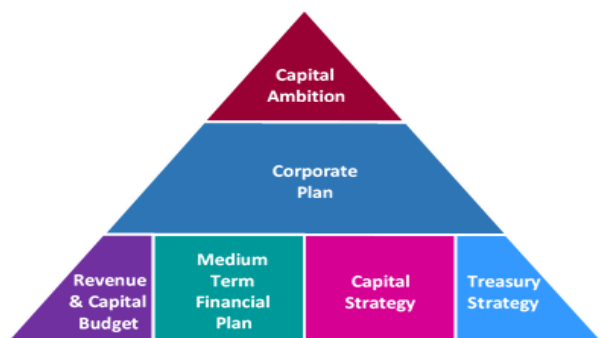 Capital
Ambition
Corporate
Plan
Revenue
& Capital
Budget
Medium
Term
Financial
Plan
Capital
Strategy
Treasury
Strategy